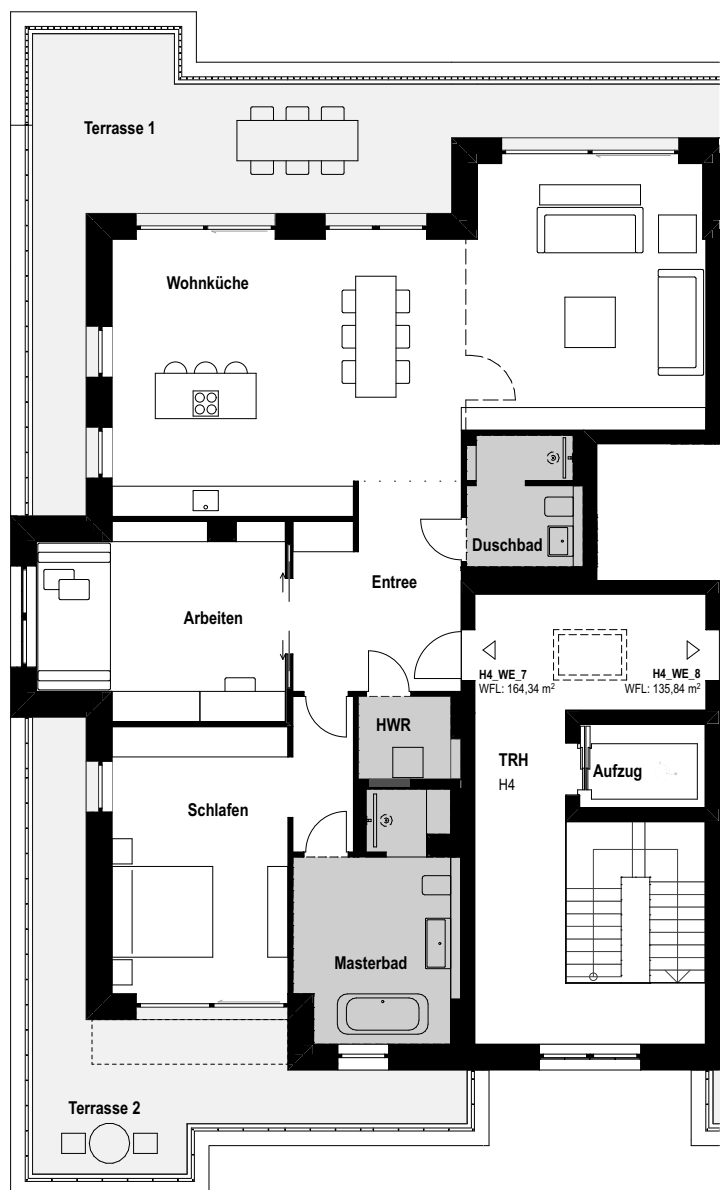 Terrasse 1
Wohnküche
Duschbad
Entree
Arbeiten
H4_WE_7
WFL: 164,34 m²
H4_WE_8
WFL: 135,84 m²
HWR
TRH
H4
Aufzug
Schlafen
Masterbad
Terrasse 2